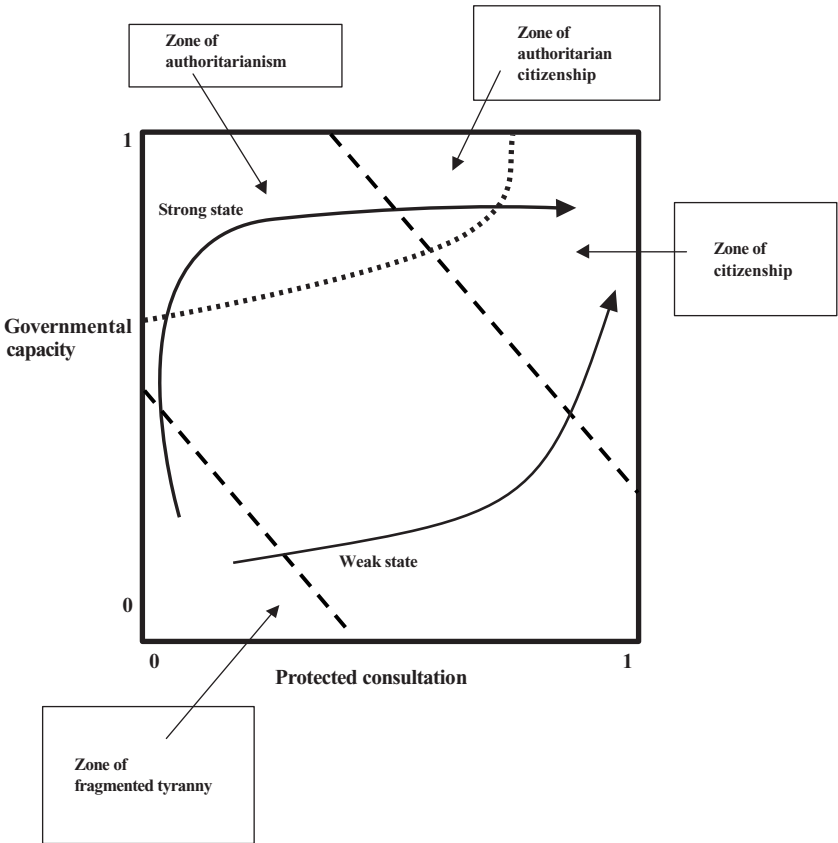 Zone of
authoritarianism
Zone of
authoritarian
citizenship
1
Strong state
Zone of
citizenship
Governmental
capacity
Weak state
0
0
1
Protected consultation
Zone of
fragmented tyranny